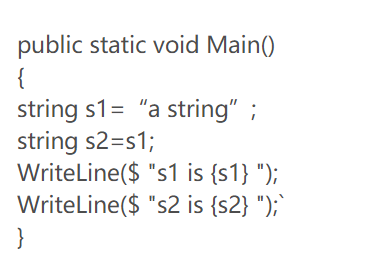 public static void Main()
{
string s1= “a string” ;
string s2=s1;
WriteLine($ "s1 is {s1} ");
WriteLine($ "s2 is {s2} ");`
}